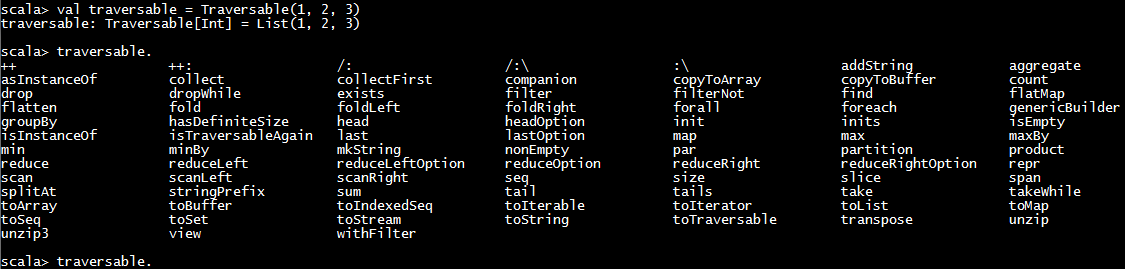 scala> val traversable = Traversable(1, 2, 3)
traversable: Traversable[Int] = List(1, 2, 3)
scala> traversable.
++ ++: /: /:\ :\ addString aggregate
asInstanceOf collect collectFirst companion copyToArray copyToBuffer count
drop dropWhile exists filter filterNot find flatMap
flatten fold foldLeft foldRight forall foreach genericBuilder
groupBy hasDefiniteSize head headOption init inits isEmpty
isInstanceOf isTraversableAgain last lastOption map max maxBy
min minBy mkString nonEmpty par partition product
reduce reduceLeft reduceLeftOption reduceOption reduceRight reduceRightOption repr
scan scanLeft scanRight seq size slice span
splitAt stringPrefix sum tail tails take takeWhile
toArray toBuffer toIndexedSeq toIterable toIterator toList toMap
toSeq toSet toStream toString toTraversable transpose unzip
unzip3 view withFilter
scala> traversable.